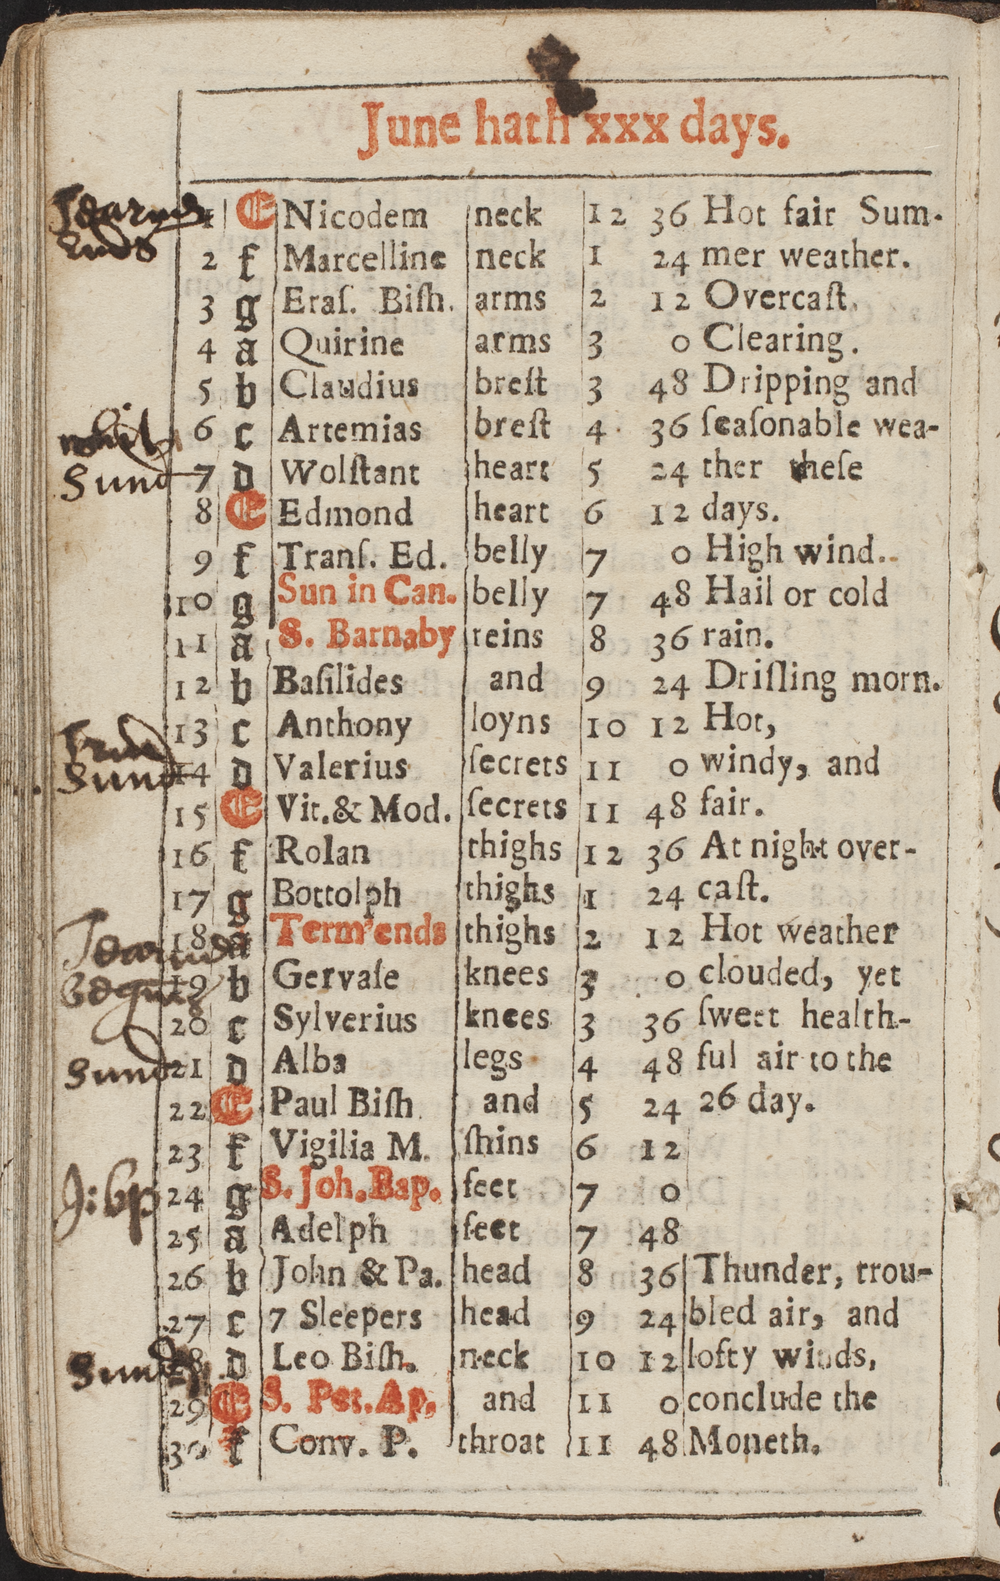 June hath xxx days.
1 E Nicodem neck 12 36 Hot fair Sum-
ends
2 f Marcelline neck 1 24 mer weather.
3 g Eraſ. Biſh. arms 2 12 Overcaſt.
4 a Quirine arms 3 0 Clearing.
5 b Claudius breſt 3 48 Dripping and
6 c Artemias breſt 4 36 ſeaſonable wea-
whit
Sund 7 d Wolſtant heart 5 24 ther theſe
8 E Edmond heart 6 12 days.
9 f Tranſ. Ed. belly 7 0 High wind.
10 g Sun in Can. belly 7 48 Hail or cold
11 a S. Barnaby reins 8 36 rain.
12 b Baſilides and 9 24 Driſling morn.
13 c Anthony loyns 10 12 Hot,
Trin
Sund 14 d Valerius ſecrets 11 0 windy, and
15 E Vit.& Mod. ſecrets 11 48 fair.
16 f Rolan thighs 12 36 At night over-
17 g Bottolph thighs 1 24 caſt.
18 a Term ends thighs 2 12 Hot weather
19 b Gervaſe knees 3 0 clouded, yet
20 c Sylverius knees 3 36 ſweet health-
Sund 21 d Alba legs 4 48 ful air to the
22 E Paul Biſh and 5 24 26 day.
23 f Vigilia M. ſhins 6 12
J: bp 24 g S. Joh. Bap. feet 7 0
25 a Adelph feet 7 48
26 b John & Pa. head 8 36 Thunder, trou-
27 c 7 Sleepers head 9 24 bled air, and
Sund 28 d Leo Biſh. neck 10 12 lofty winds,
29 E S. Pet. Ap. and 11 0 conclude the
30 f Conv. P. throat 11 48 Moneth.